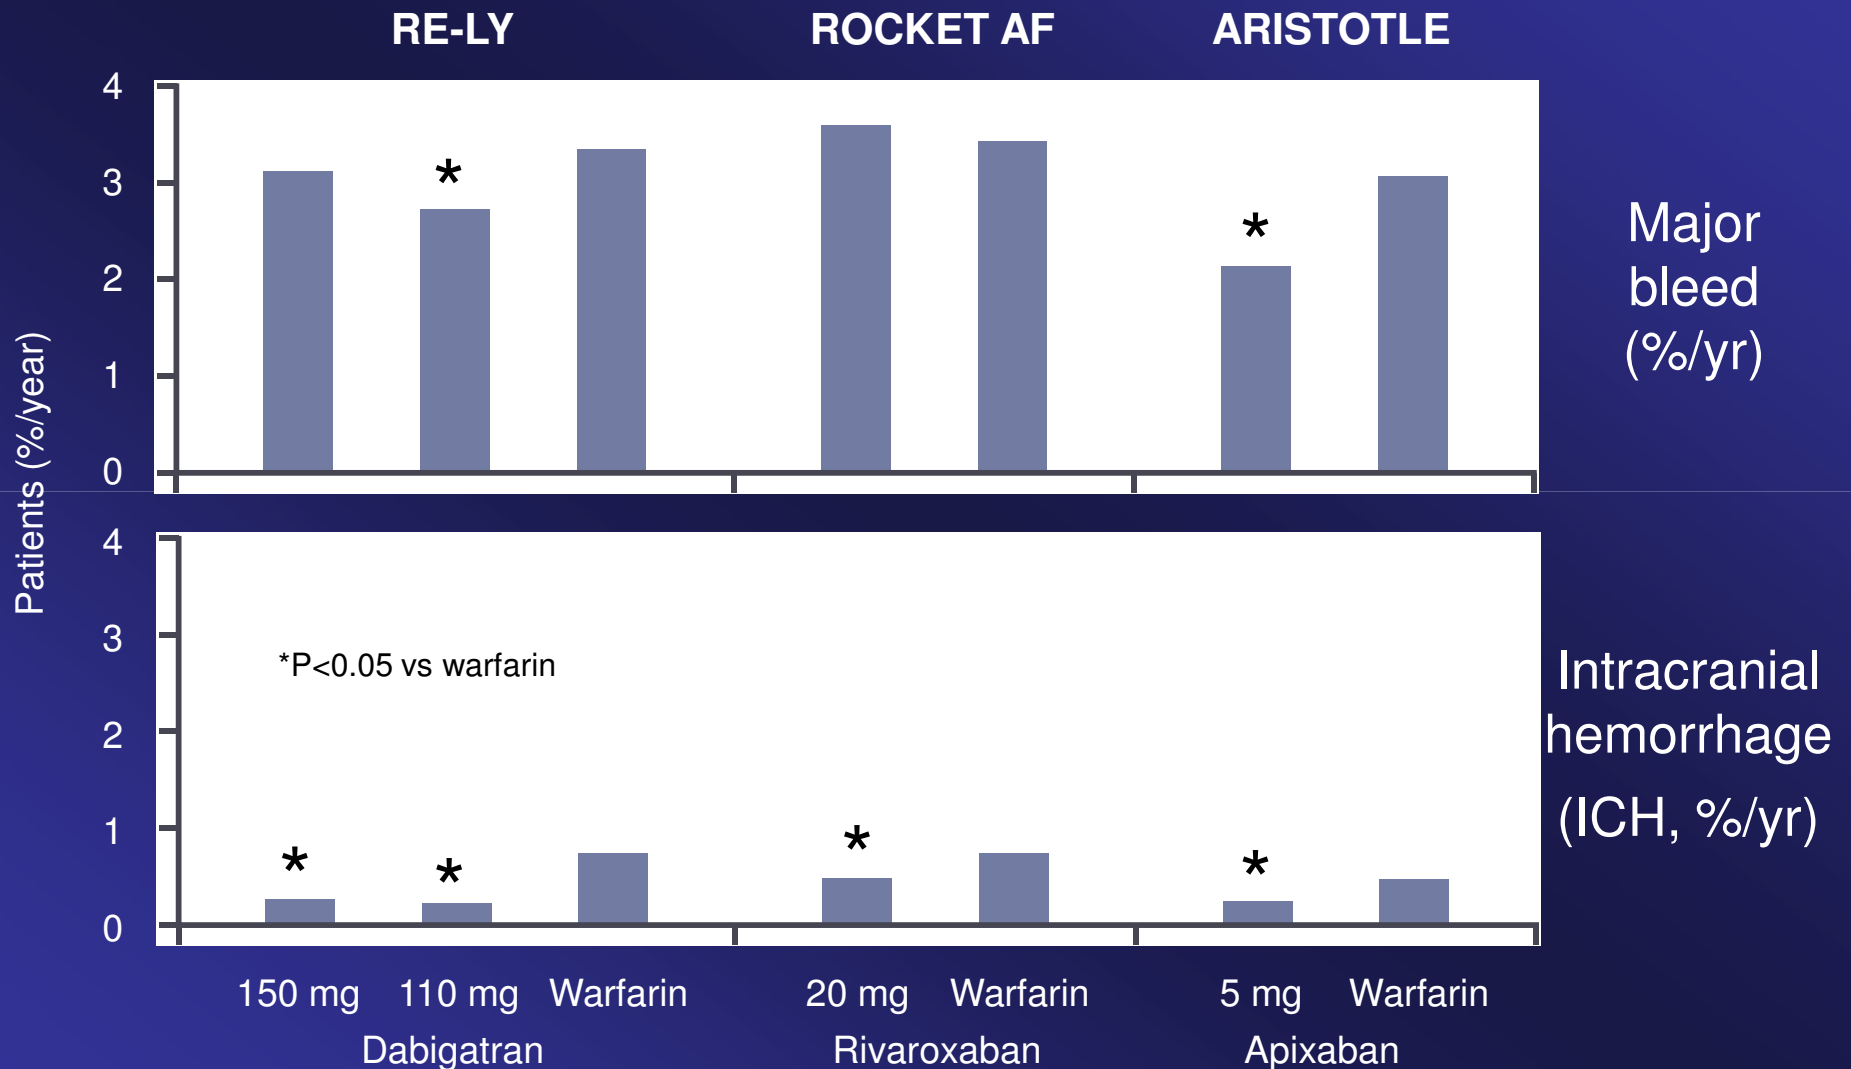 RE-LY ROCKET AF ARISTOTLE
4
3
2
1
0
*
*
Major
bleed
(%/yr)
Patients (%/year)
4
3
2
1
0
*P<0.05 vs warfarin
*
*
*
*
Intracranial
hemorrhage
(ICH, %/yr)
150 mg 110 mg Warfarin 20 mg Warfarin 5 mg Warfarin
Dabigatran Rivaroxaban Apixaban